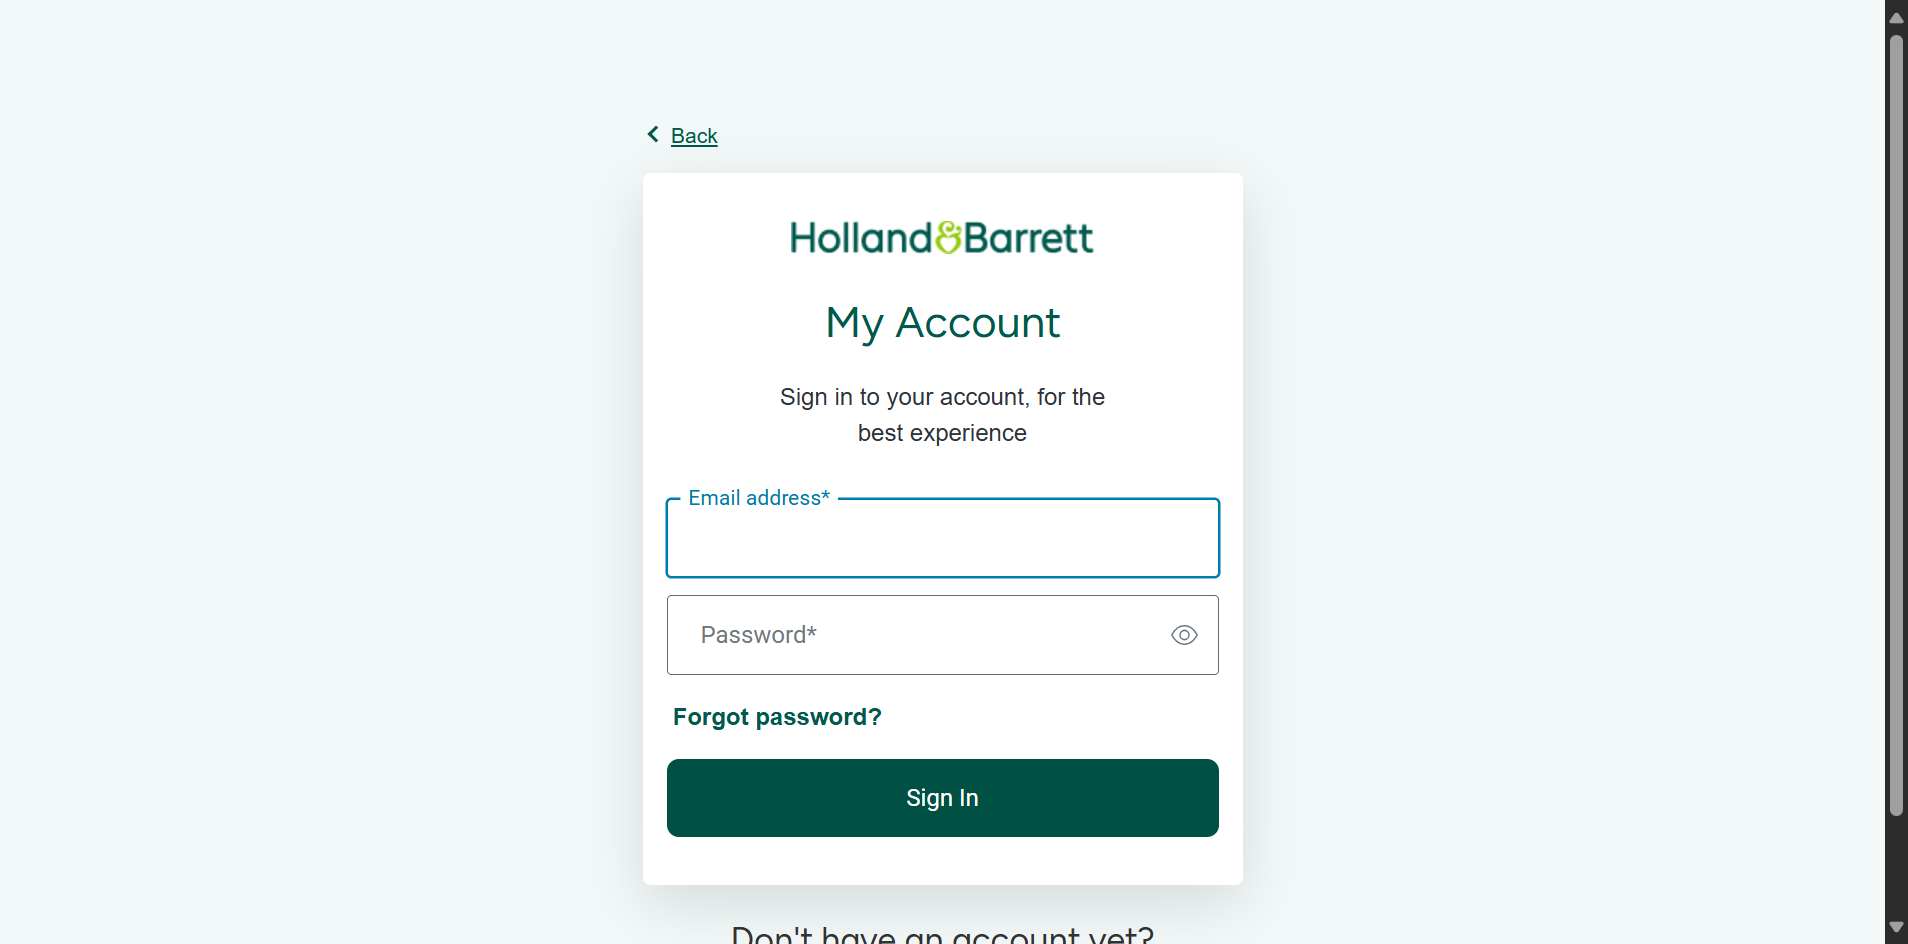 Back
Holland&Barrett
My Account
Sign in to your account, for the
best experience
Email address*
Password*
Forgot password?
Sign In
Don't have an account yet?